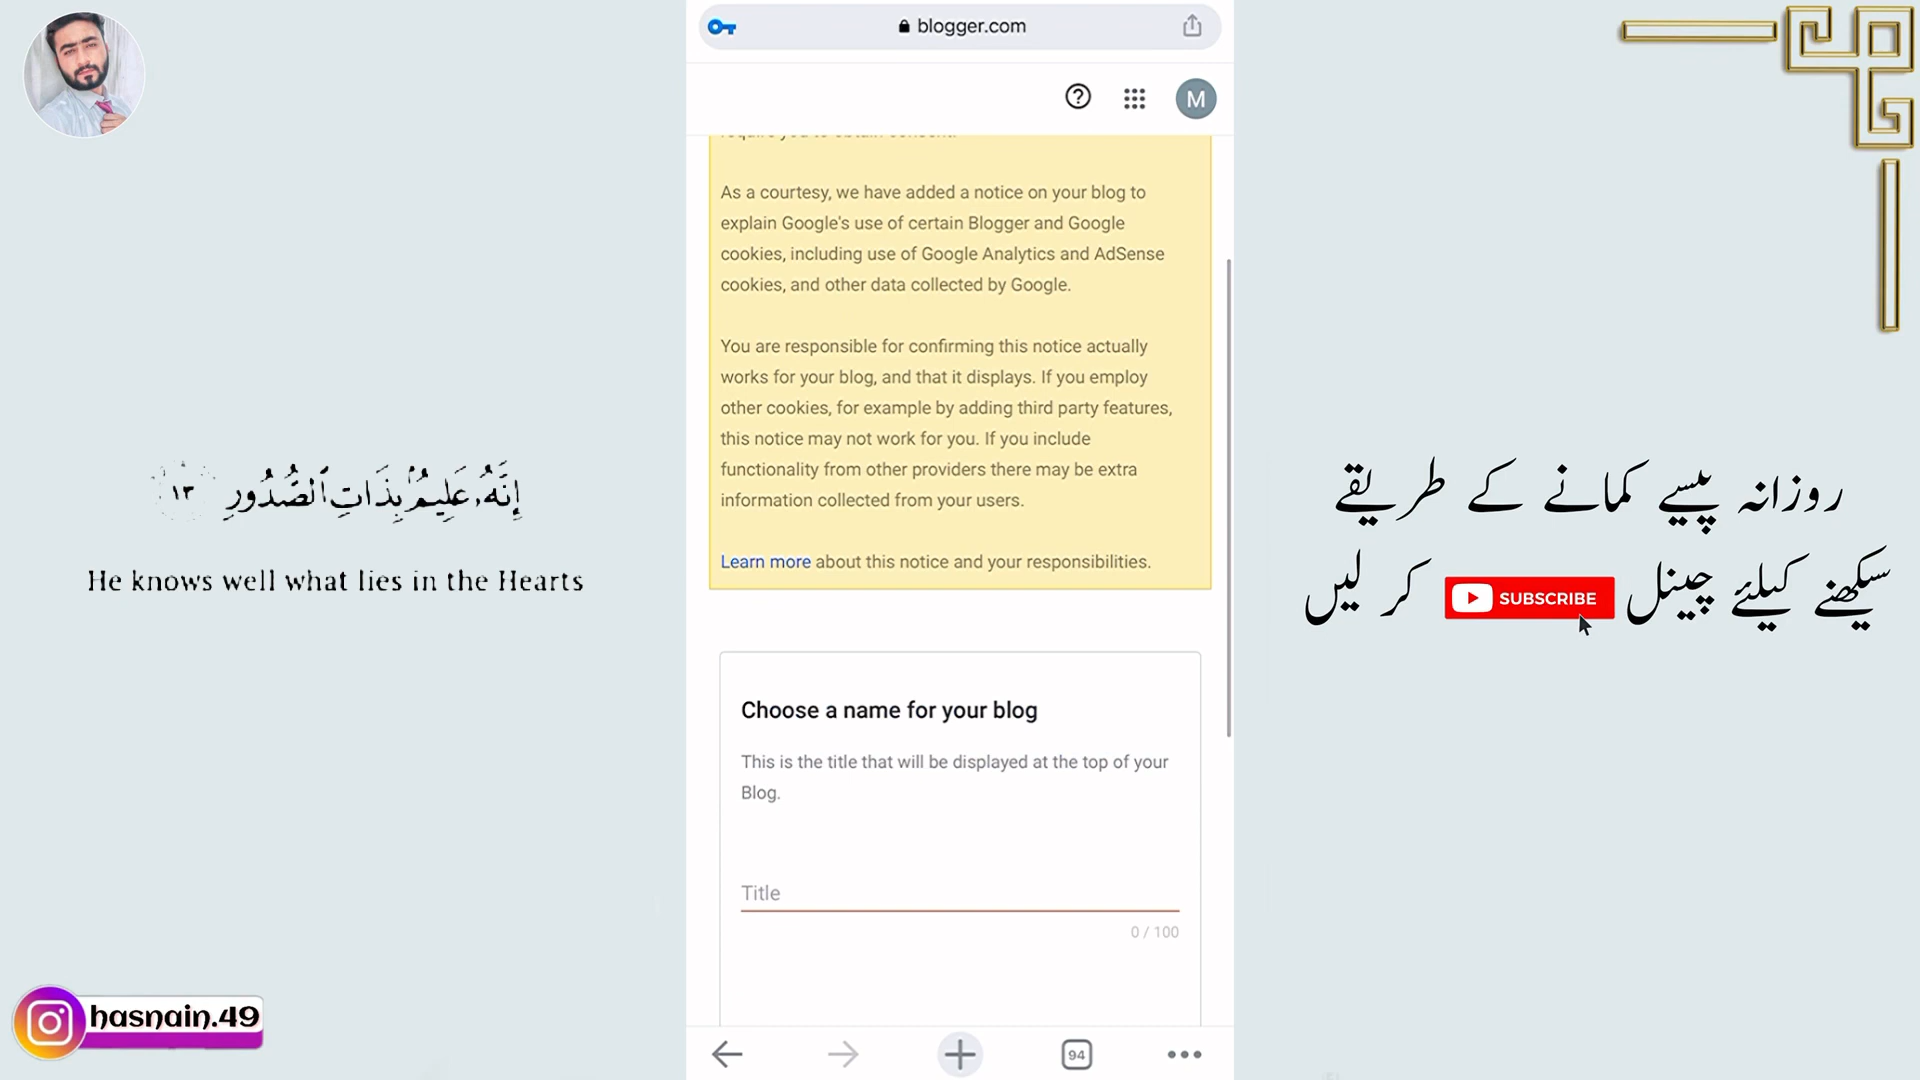 blogger.com
M
As a courtesy, we have added a notice on your blog to
explain Google's use of certain Blogger and Google
cookies, including use of Google Analytics and AdSense
cookies, and other data collected by Google.
You are responsible for confirming this notice actually
works for your blog, and that it displays. If you employ
other cookies, for example by adding third party features,
this notice may not work for you. If you include
functionality from other providers there may be extra
information collected from your users.
Learn more about this notice and your responsibilities.
Choose a name for your blog
This is the title that will be displayed at the top of your
Blog.
Title
0 / 100
94
إِنَّهُۥ عَلِيمٌۢ بِذَاتِ ٱلصُّدُورِ ١٣
He knows well what lies in the Hearts
hasnain.49
روزانہ پیسے کمانے کے طریقے
سیکھنے کیلئے چینل SUBSCRIBE کر لیں